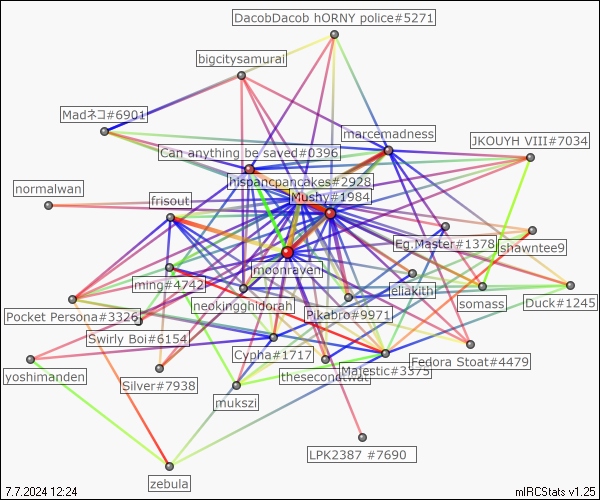 DacobDacob hORNY police#5271
bigcitysamurai
Madネコ#6901
marcemadness
JKOUYH VIII#7034
Can anything be saved#0396
hispancpancakes#2928
normalwan
Mushy#1984
frisout
Eg.Master#1378
shawntee9
moonraven
ming#4742
eliakith
neokingghidorah
somass
Duck#1245
Pocket Persona#3326
Pikabro#9971
Swirly Boi#6154
Cypha#1717
Fedora Stoat#4479
yoshimanden
Silver#7938
thesecondtwat
Majestic#3375
mukszi
LPK2387 #7690
zebula
7.7.2024 12:24
mIRCStats v1.25